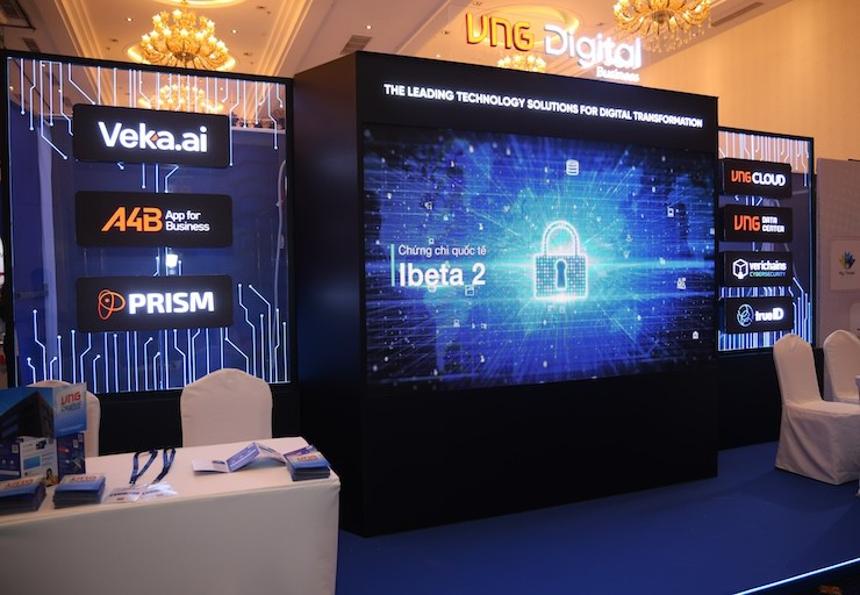 VNG Digital
Business
THE LEADING TECHNOLOGY SOLUTIONS FOR DIGITAL TRANSFORMATION
Veka.ai
A4B App for
Business
PRISM
Chứng chỉ quốc tế
Ibeta 2
VNG CLOUD
VNG DATA
CENTER
verichains
CYBERSECURITY
trueID
VNG